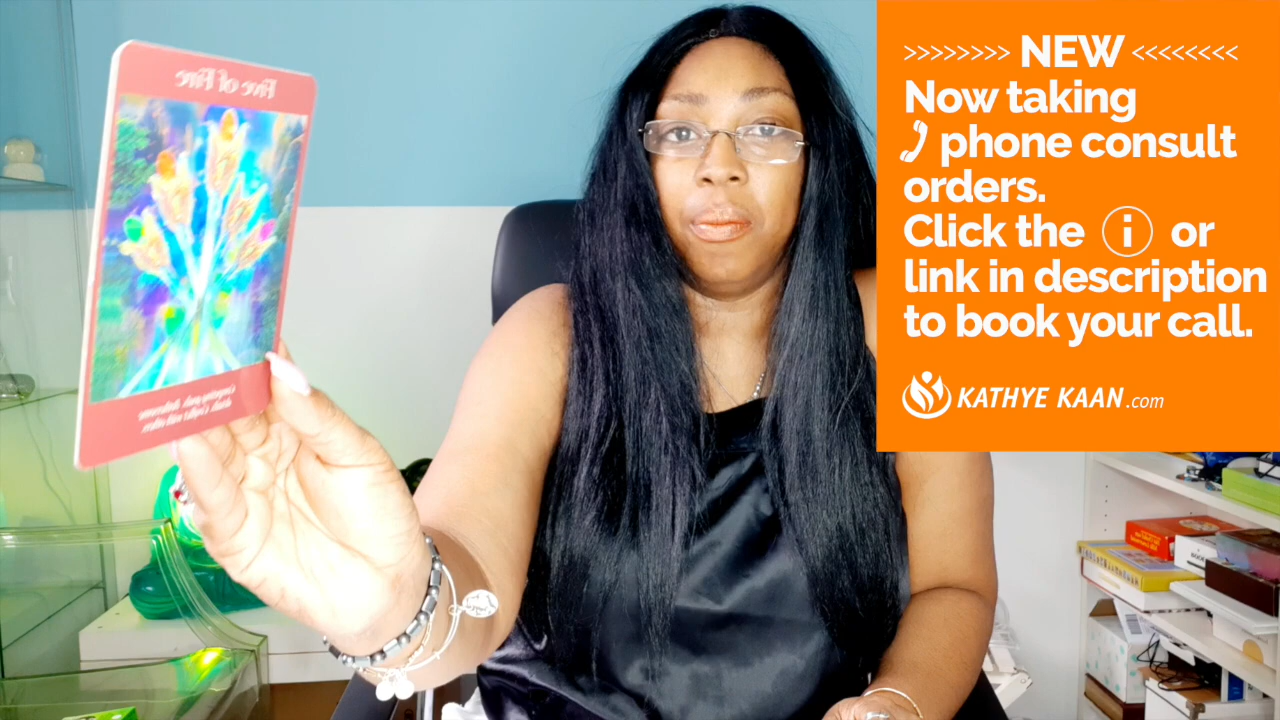 Five of Fire
>>>>>>>> NEW <<<<<<<<
Now taking
phone consult
orders.
Click the i or
link in description
to book your call.
KATHYE KAAN.com